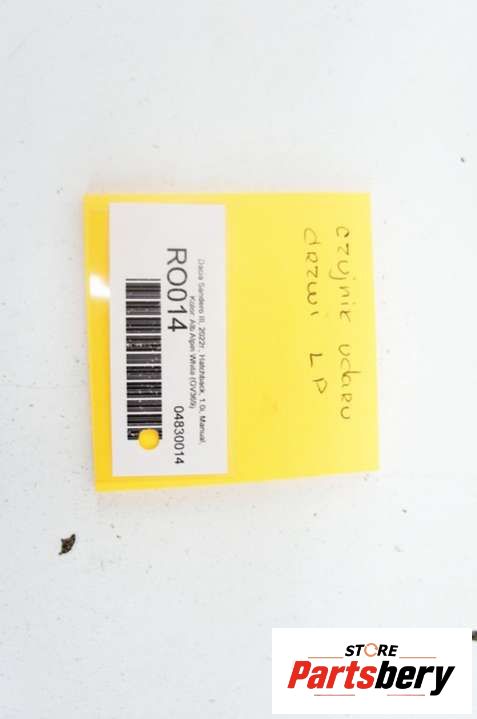 czujnik udaru
drzwi LP
Dacia Sandero III, 2022r., Hatchback, 1.0i, Manual,
Kolor: Alb Alpin White (OV369)
RO014
04830014
STORE
Partsbery